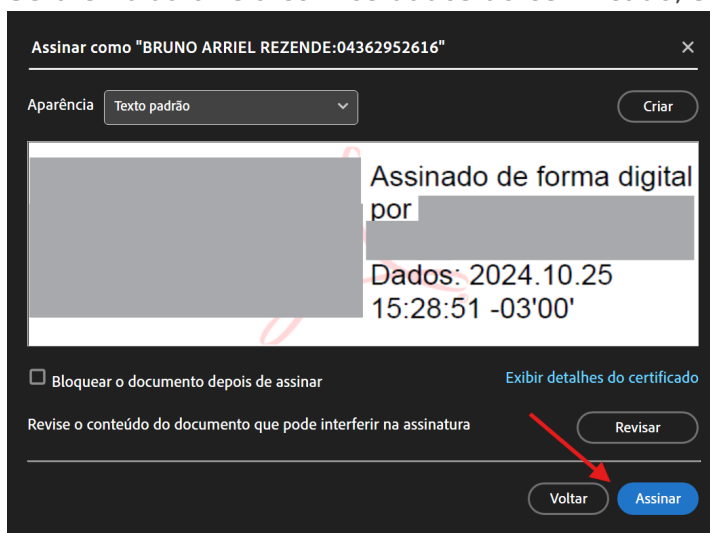 Assinar como "BRUNO ARRIEL REZENDE:04362952616"
Aparência Texto padrão Criar
Assinado de forma digital
por
Dados: 2024.10.25
15:28:51 -03'00'
Bloquear o documento depois de assinar Exibir detalhes do certificado
Revise o conteúdo do documento que pode interferir na assinatura Revisar
Voltar Assinar